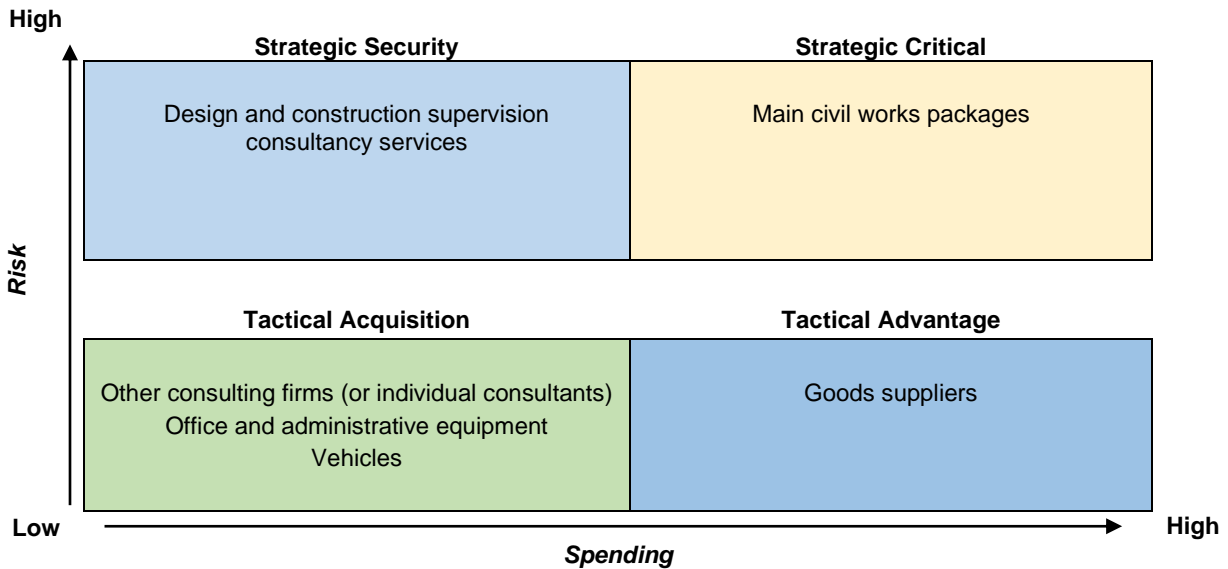 High
Strategic Security
Strategic Critical
Design and construction supervision
consultancy services
Main civil works packages
Risk
Tactical Acquisition
Tactical Advantage
Other consulting firms (or individual consultants)
Office and administrative equipment
Vehicles
Goods suppliers
Low
High
Spending